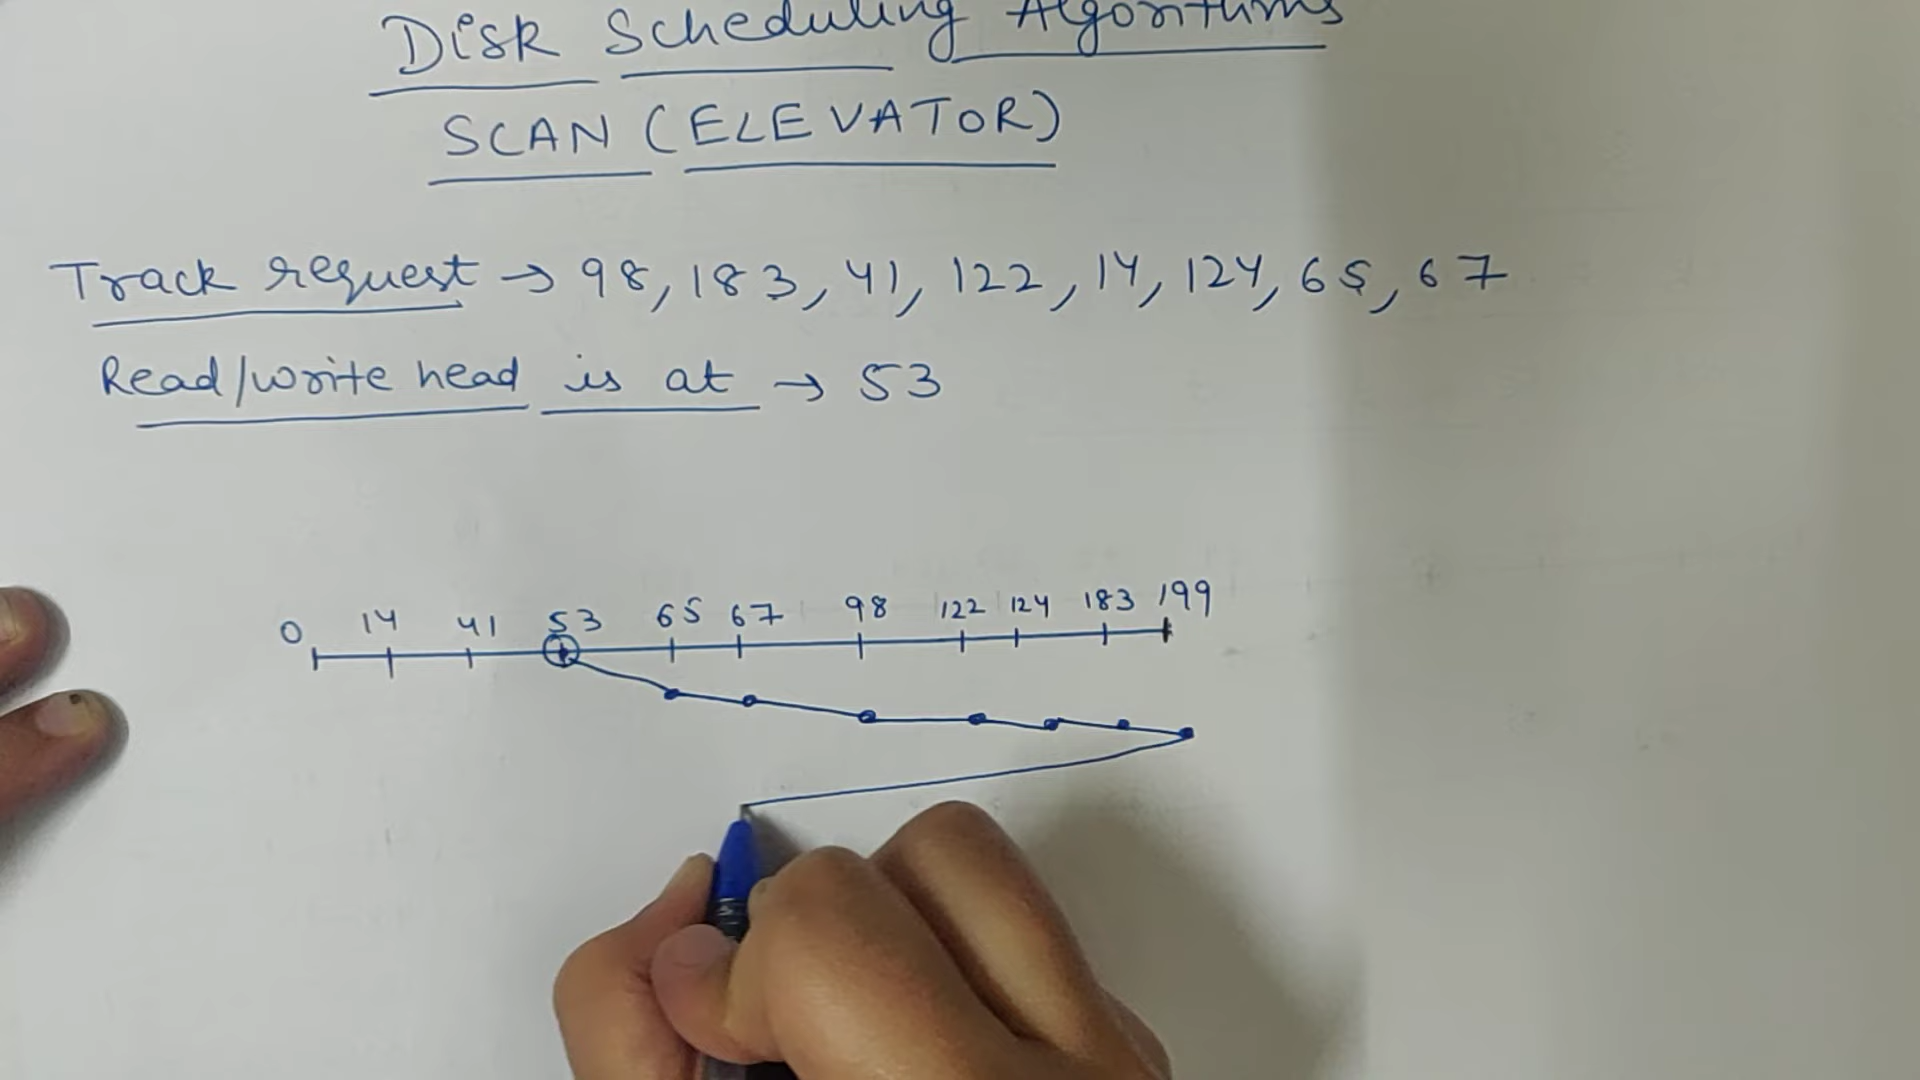 Disk Scheduling Algorithms
SCAN (ELEVATOR)
Track request → 98, 183, 41, 122, 14, 124, 65, 67
Read/write head is at → 53
0 14 41 53 65 67 98 122 124 183 199